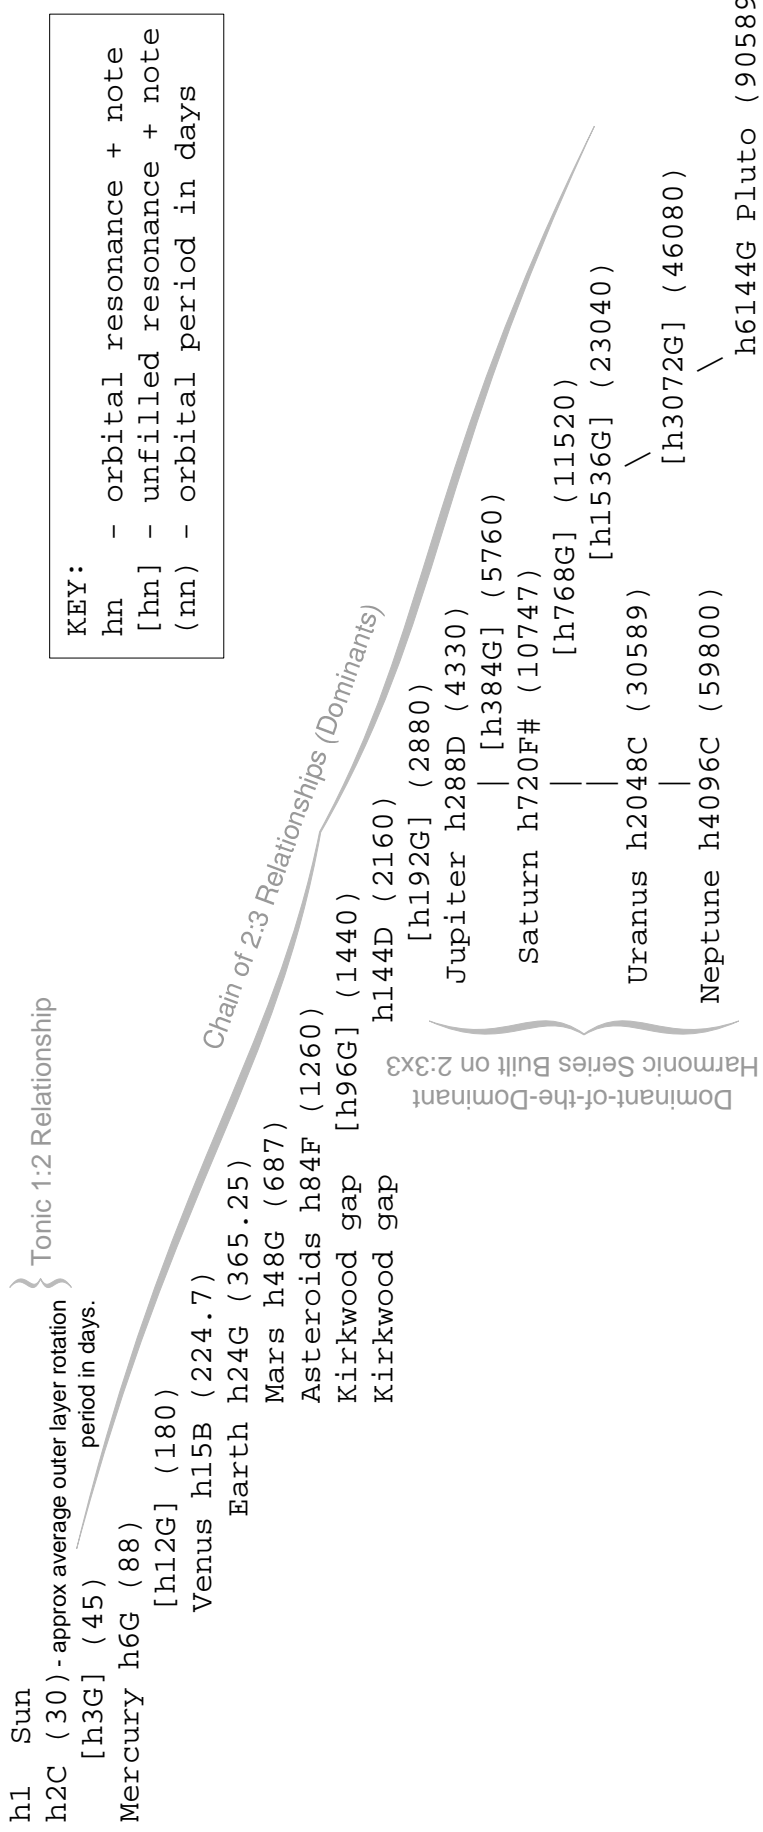 h1 Sun
h2C (30) - approx average outer layer rotation
period in days.
} Tonic 1:2 Relationship
[h3G] (45)
Mercury h6G (88)
[h12G] (180)
Venus h15B (224.7)
Earth h24G (365.25)
Mars h48G (687)
Asteroids h84F (1260)
Kirkwood gap [h96G] (1440)
Kirkwood gap h144D (2160)
[h192G] (2880)
Jupiter h288D (4330)
[h384G] (5760)
Saturn h720F# (10747)
[h768G] (11520)
[h1536G] (23040)
Uranus h2048C (30589)
[h3072G] (46080)
Neptune h4096C (59800)
h6144G Pluto (90589
Chain of 2:3 Relationships (Dominants)
Dominant-of-the-Dominant
Harmonic Series Built on 2:3x3
KEY:
hn - orbital resonance + note
[hn] - unfilled resonance + note
(nn) - orbital period in days